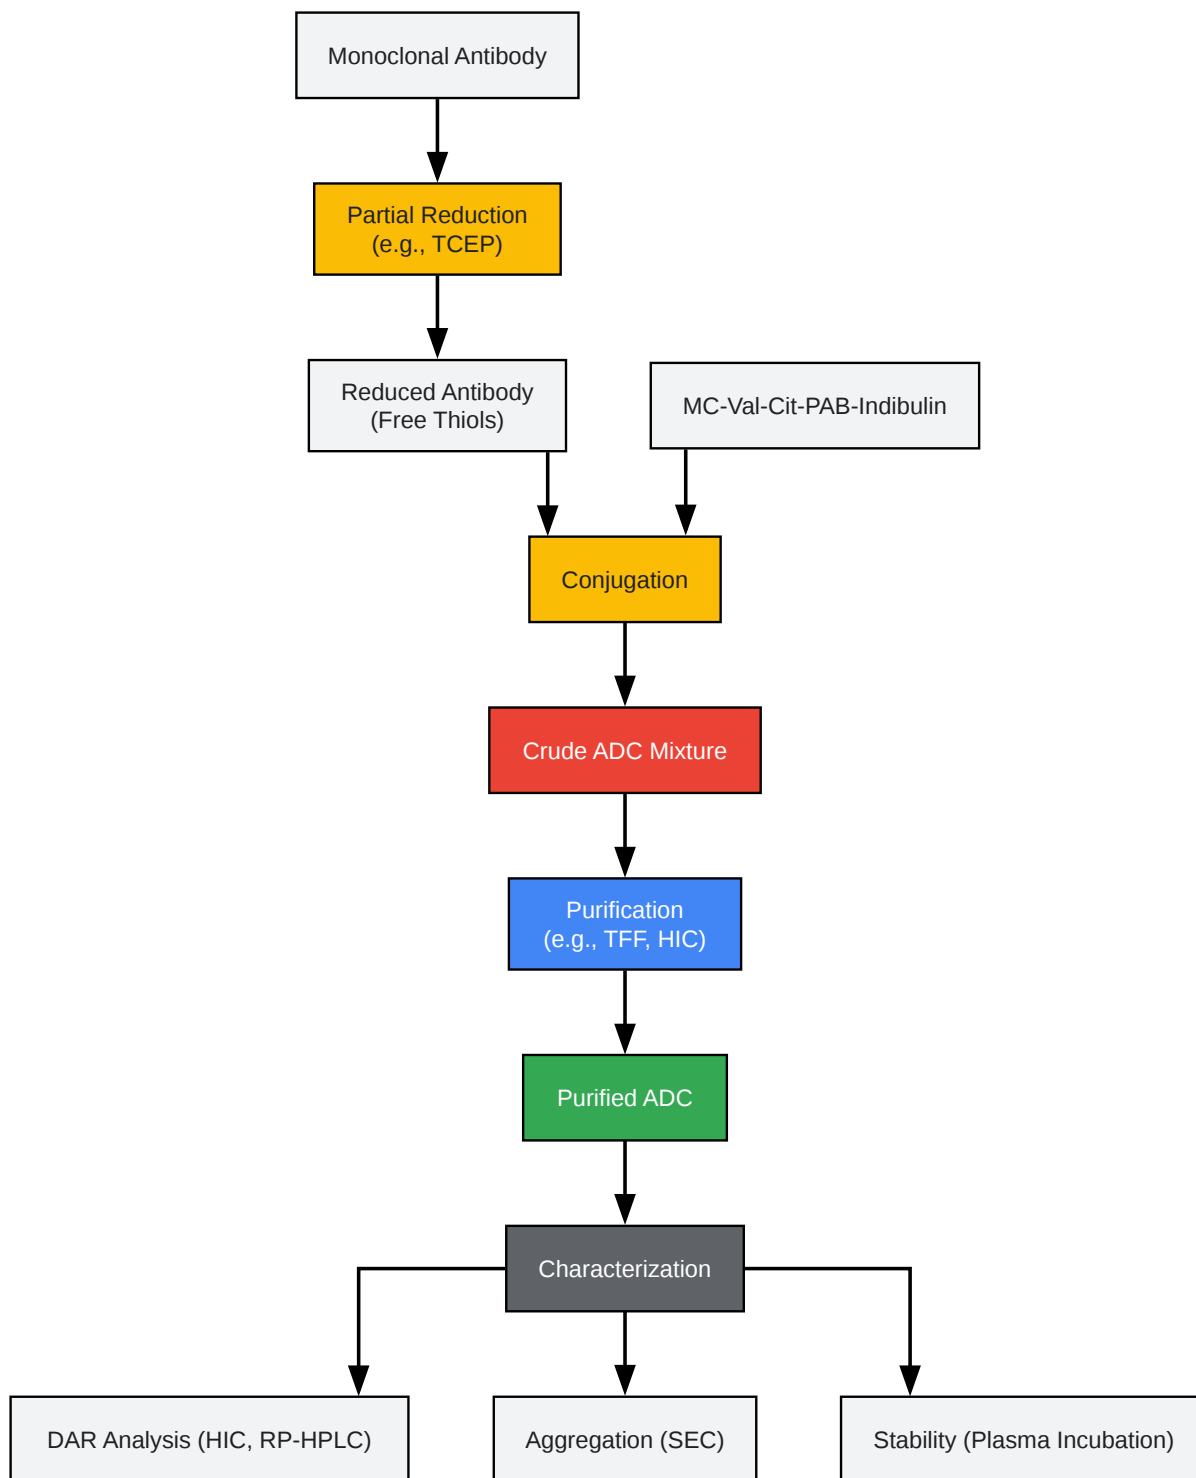 Monoclonal Antibody
Partial Reduction
(e.g., TCEP)
Reduced Antibody
(Free Thiols)
MC-Val-Cit-PAB-Indibulin
Conjugation
Crude ADC Mixture
Purification
(e.g., TFF, HIC)
Purified ADC
Characterization
DAR Analysis (HIC, RP-HPLC)
Aggregation (SEC)
Stability (Plasma Incubation)